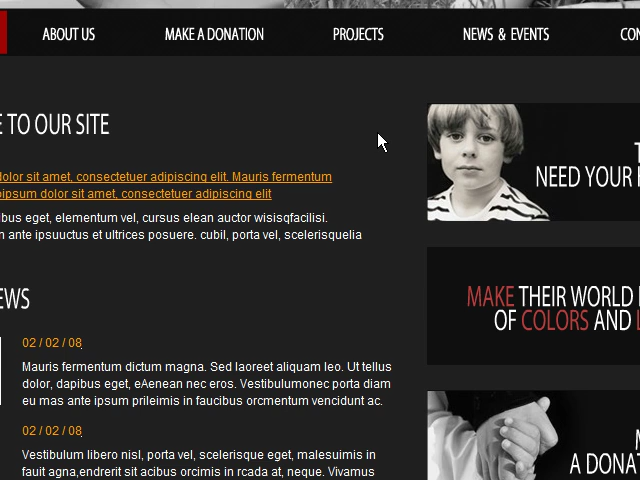 ABOUT US
MAKE A DONATION
PROJECTS
NEWS & EVENTS
CON
E TO OUR SITE
dolor sit amet, consectetuer adipiscing elit. Mauris fermentum
oipsum dolor sit amet, consectetuer adipiscing elit
ibus eget, elementum vel, cursus elean auctor wisisqfacilisi.
n ante ipsuuctus et ultrices posuere. cubil, porta vel, scelerisquelia
EWS
02 / 02 / 08
Mauris fermentum dictum magna. Sed laoreet aliquam leo. Ut tellus
dolor, dapibus eget, eAenean nec eros. Vestibulumonec porta diam
eu mas ante ipsum prileimis in faucibus orcmentum vencidunt ac.
02 / 02 / 08
Vestibulum libero nisl, porta vel, scelerisque eget, malesuimis in
fauit agna,endrerit sit acibus orcimis in rcada at, neque. Vivamus
NEED YOUR
MAKE THEIR WORLD
OF COLORS AND
A DONAT